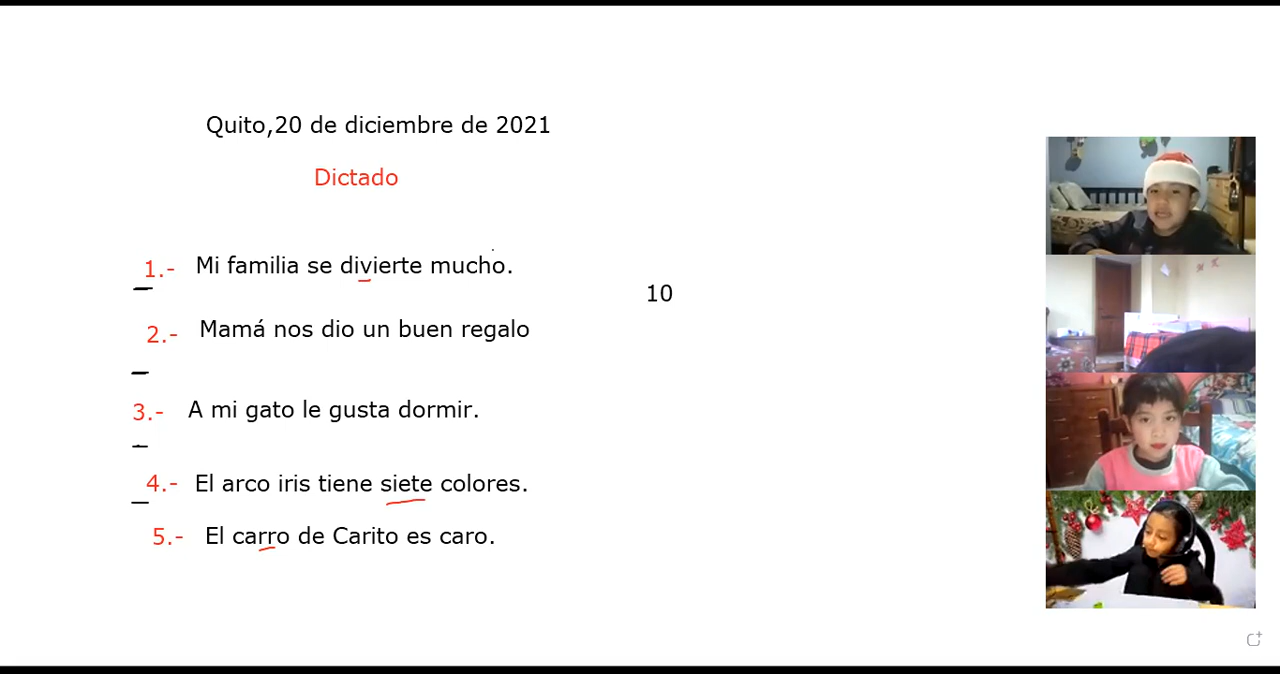 Quito,20 de diciembre de 2021
Dictado
1.- Mi familia se divierte mucho.
10
2.- Mamá nos dio un buen regalo
3.- A mi gato le gusta dormir.
4.- El arco iris tiene siete colores.
5.- El carro de Carito es caro.